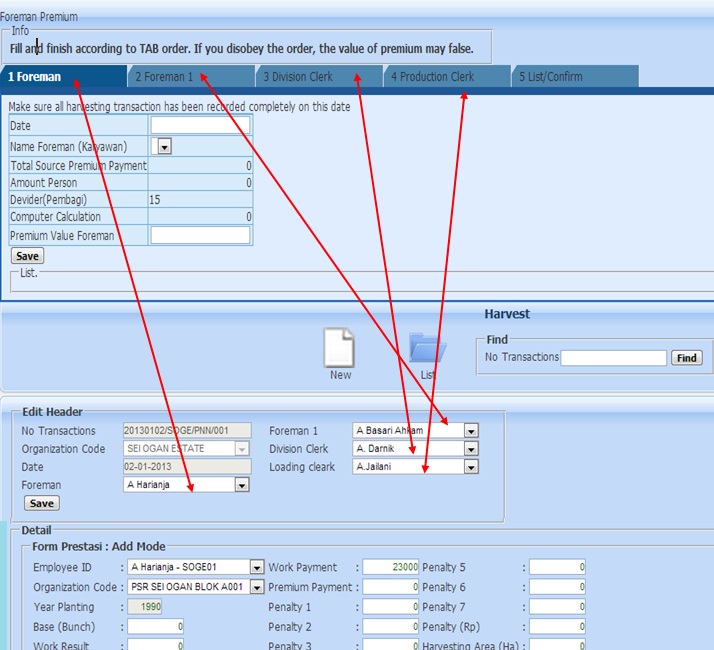 Foreman Premium
Info
Fill and finish according to TAB order. If you disobey the order, the value of premium may false.
1 Foreman 2 Foreman 1 3 Division Clerk 4 Production Clerk 5 List/Confirm
Make sure all harvesting transaction has been recorded completely on this date
Date
Name Foreman (Karyawan)
Total Source Premium Payment 0
Amount Person 0
Devider(Pembagi) 15
Computer Calculation 0
Premium Value Foreman
Save
List.
Harvest
Find
No Transactions Find
New List
Edit Header
No Transactions 20130102/SOGE/PNN/001 Foreman 1 A Basari Ahkam
Organization Code SEI OGAN ESTATE Division Clerk A. Darnik
Date 02-01-2013 Loading cleark A.Jailani
Foreman A Harianja
Save
Detail
Form Prestasi : Add Mode
Employee ID : A Harianja - SOGE01 Work Payment : 23000 Penalty 5 : 0
Organization Code : PSR SEI OGAN BLOK A001 Premium Payment : 0 Penalty 6 : 0
Year Planting : 1990 Penalty 1 : 0 Penalty 7 : 0
Base (Bunch) : 0 Penalty 2 : 0 Penalty (Rp) : 0
Work Result : 0 Penalty 3 : 0 Harvesting Area (Ha) : 0